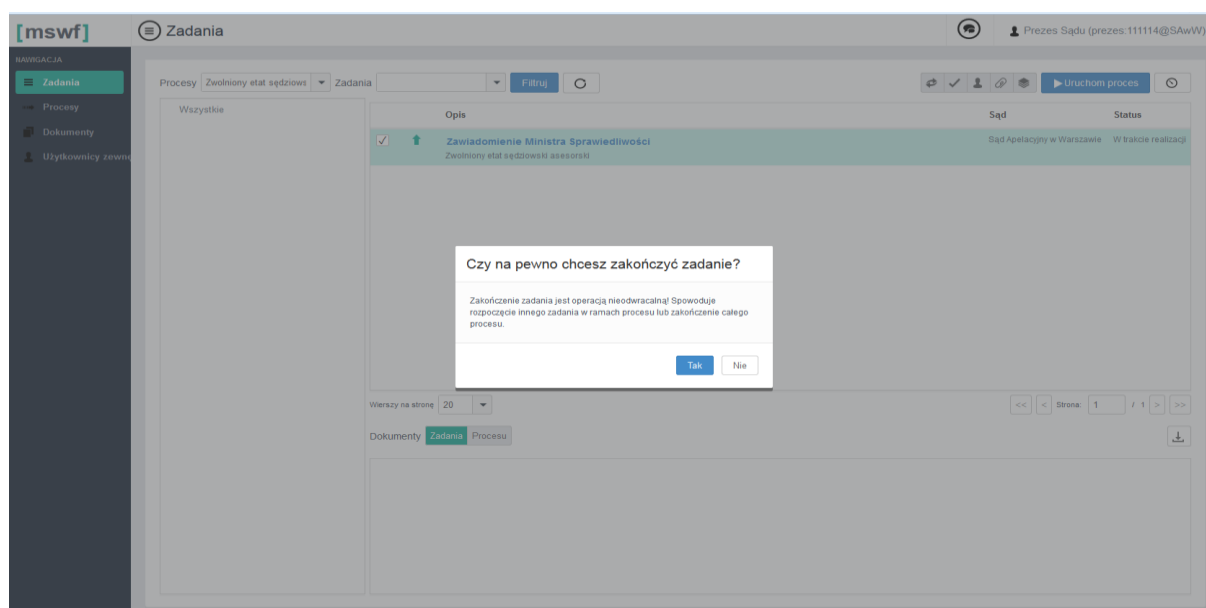 [mswf]
Zadania
Prezes Sądu (prezes:111114@SAwW)
NAWIGACJA
Zadania
Procesy
Dokumenty
Użytkownicy zewnę
Procesy Zwolniony etat sędziows Zadania Filtruj Uruchom proces
Wszystkie
Opis Sąd Status
Zawiadomienie Ministra Sprawiedliwości Sąd Apelacyjny w Warszawie W trakcie realizacji
Zwolniony etat sędziowski asesorski
Czy na pewno chcesz zakończyć zadanie?
Zakończenie zadania jest operacją nieodwracalną! Spowoduje
rozpoczęcie innego zadania w ramach procesu lub zakończenie całego
procesu.
Tak Nie
Wierszy na stronę 20 << < Strona: 1 / 1 > >>
Dokumenty Zadania Procesu